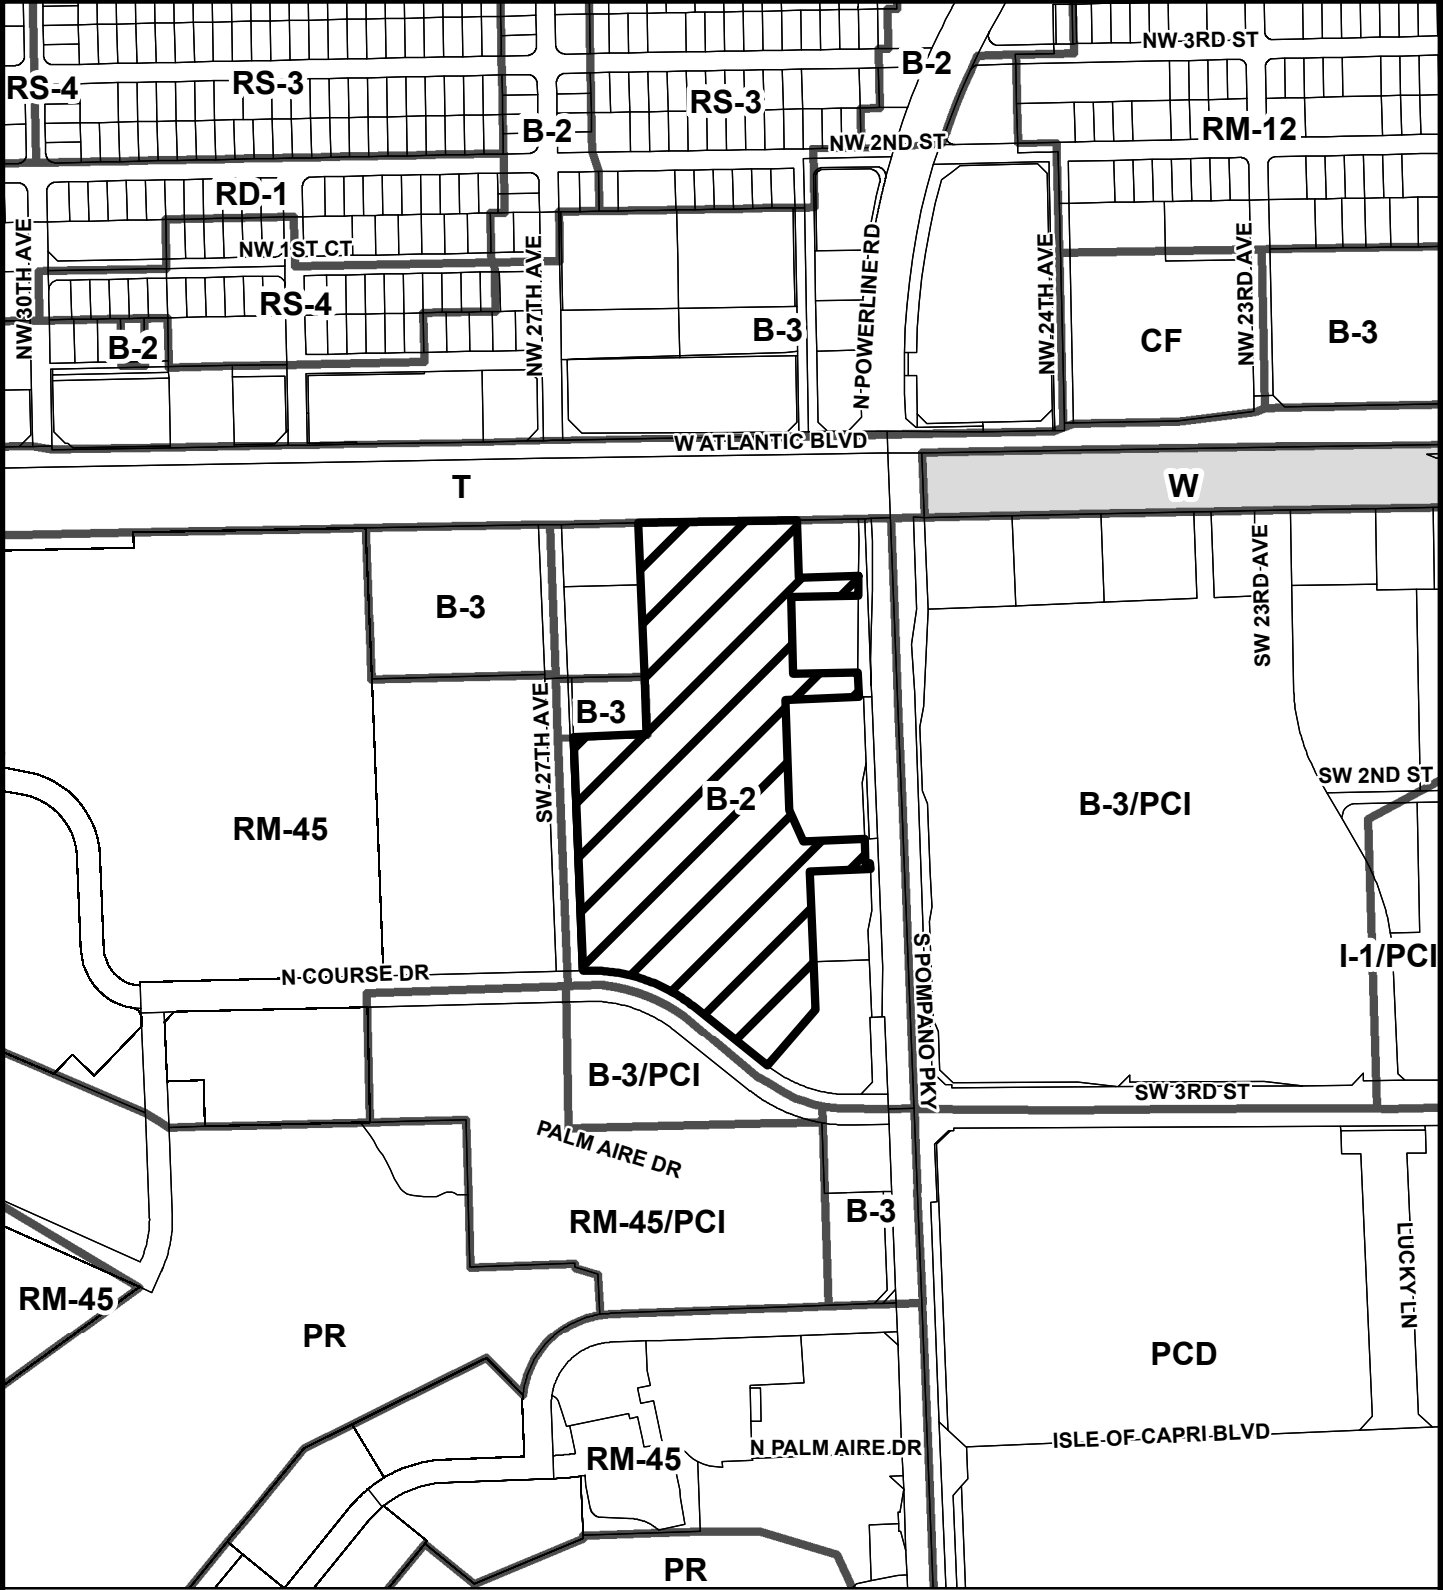 NW 3RD ST
B-2
RS-4
RS-3
RS-3
B-2
RM-12
NW 2ND ST
RD-1
NW 30TH AVE
NW 1ST CT
NW 27TH AVE
N POWERLINE RD
NW 24TH AVE
NW 23RD AVE
RS-4
B-2
B-3
CF
B-3
W ATLANTIC BLVD
T
W
B-3
SW 23RD AVE
SW 27TH AVE
B-3
B-2
B-3/PCI
SW 2ND ST
RM-45
I-1/PCI
N COURSE DR
S POMPANO PKY
B-3/PCI
SW 3RD ST
PALM AIRE DR
RM-45/PCI
B-3
LUCKY LN
RM-45
PR
PCD
ISLE OF CAPRI BLVD
N PALM AIRE DR
RM-45
PR